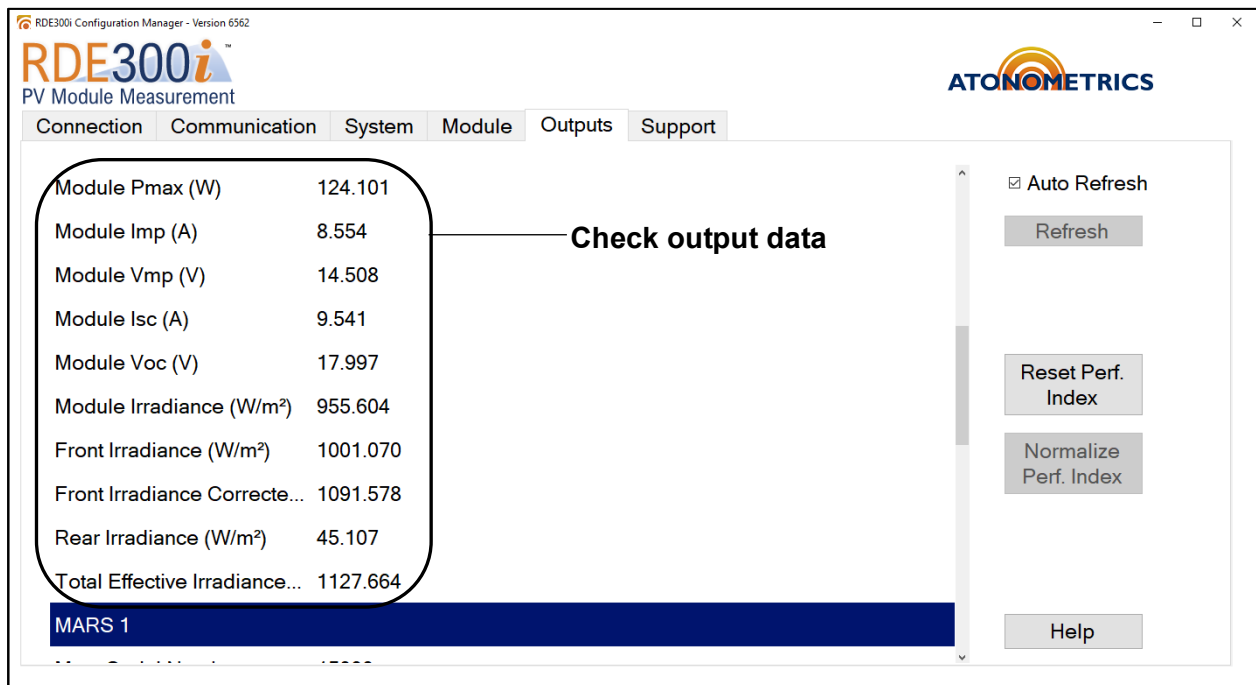 RDE300i Configuration Manager - Version 6562
RDE300i™
PV Module Measurement
ATONOMETRICS
Connection Communication System Module Outputs Support
Module Pmax (W) 124.101
Module Imp (A) 8.554
Module Vmp (V) 14.508
Module Isc (A) 9.541
Module Voc (V) 17.997
Module Irradiance (W/m²) 955.604
Front Irradiance (W/m²) 1001.070
Front Irradiance Correcte... 1091.578
Rear Irradiance (W/m²) 45.107
Total Effective Irradiance... 1127.664
MARS 1
Check output data
Auto Refresh
Refresh
Reset Perf.
Index
Normalize
Perf. Index
Help